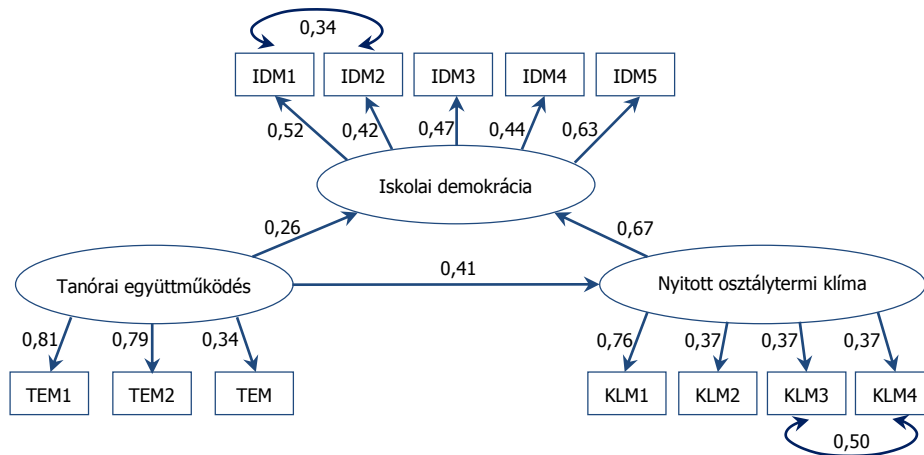 0,34
IDM1 IDM2 IDM3 IDM4 IDM5
0,52 0,42 0,47 0,44 0,63
Iskolai demokrácia
0,26 0,67
Tanórai együttműködés 0,41 Nyitott osztálytermi klíma
0,81 0,79 0,34 0,76 0,37 0,37 0,37
TEM1 TEM2 TEM KLM1 KLM2 KLM3 KLM4
0,50